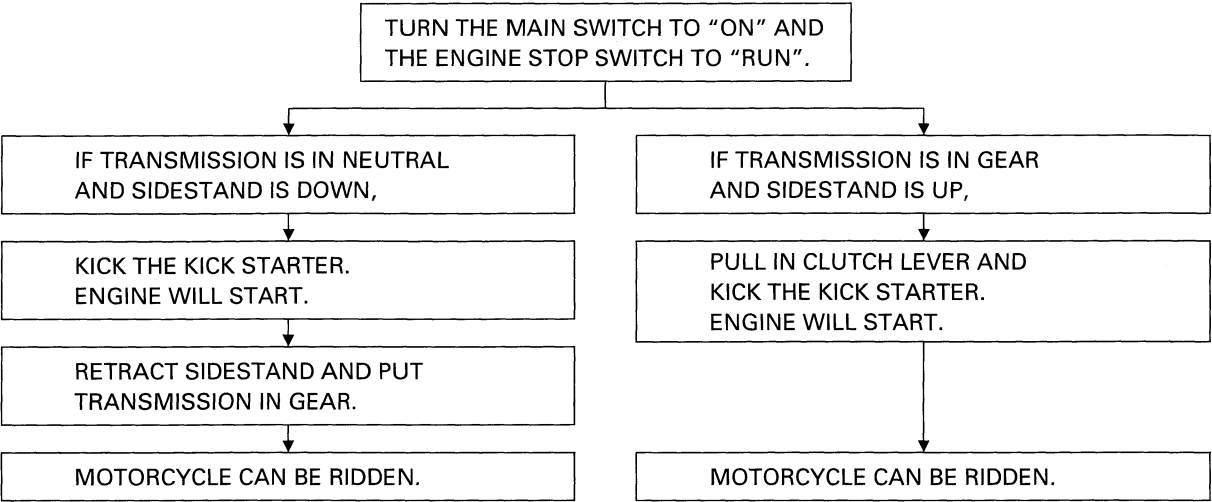 TURN THE MAIN SWITCH TO “ON” AND
THE ENGINE STOP SWITCH TO “RUN”.
IF TRANSMISSION IS IN NEUTRAL
AND SIDESTAND IS DOWN,
KICK THE KICK STARTER.
ENGINE WILL START.
RETRACT SIDESTAND AND PUT
TRANSMISSION IN GEAR.
MOTORCYCLE CAN BE RIDDEN.
IF TRANSMISSION IS IN GEAR
AND SIDESTAND IS UP,
PULL IN CLUTCH LEVER AND
KICK THE KICK STARTER.
ENGINE WILL START.
MOTORCYCLE CAN BE RIDDEN.